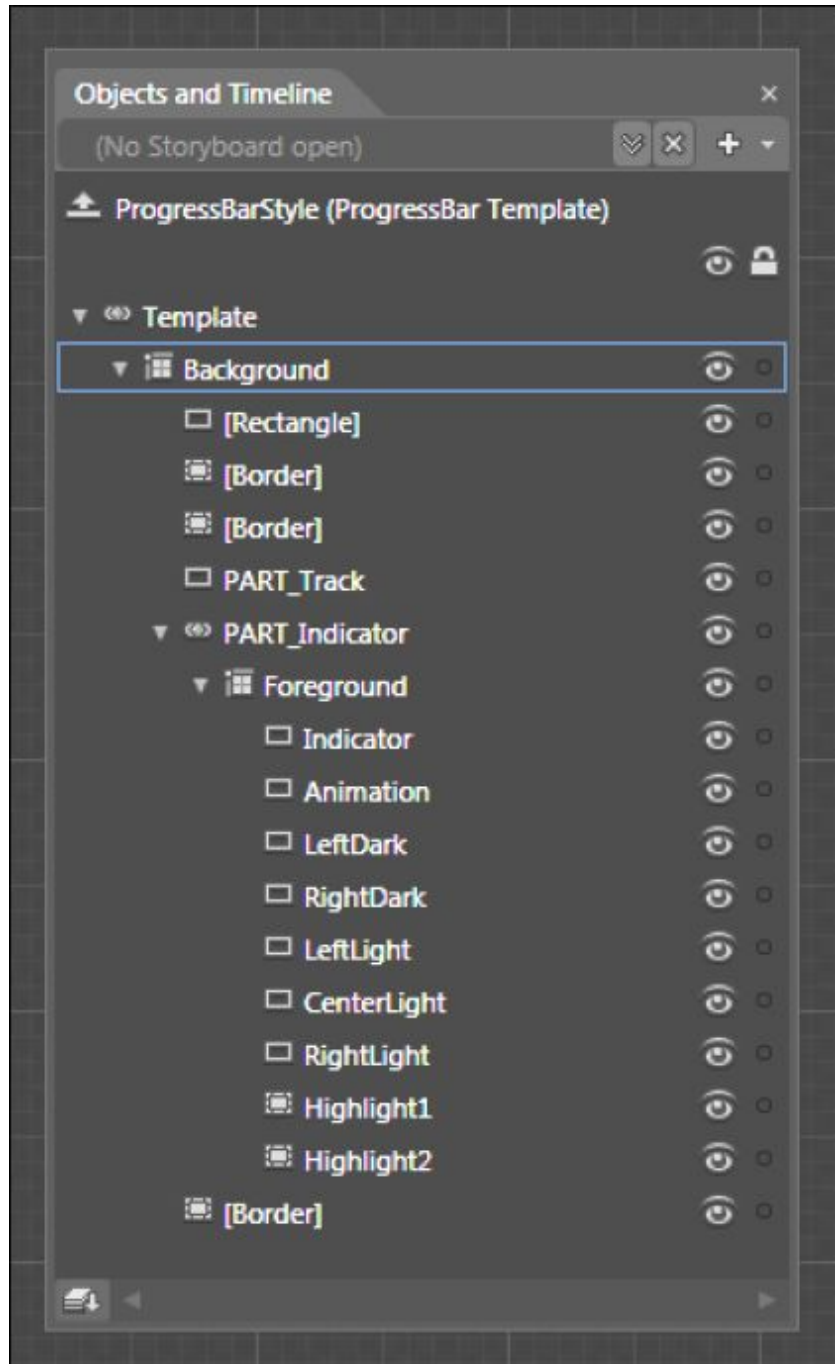 Objects and Timeline
(No Storyboard open)
ProgressBarStyle (ProgressBar Template)
Template
Background
[Rectangle]
[Border]
[Border]
PART_Track
PART_Indicator
Foreground
Indicator
Animation
LeftDark
RightDark
LeftLight
CenterLight
RightLight
Highlight1
Highlight2
[Border]